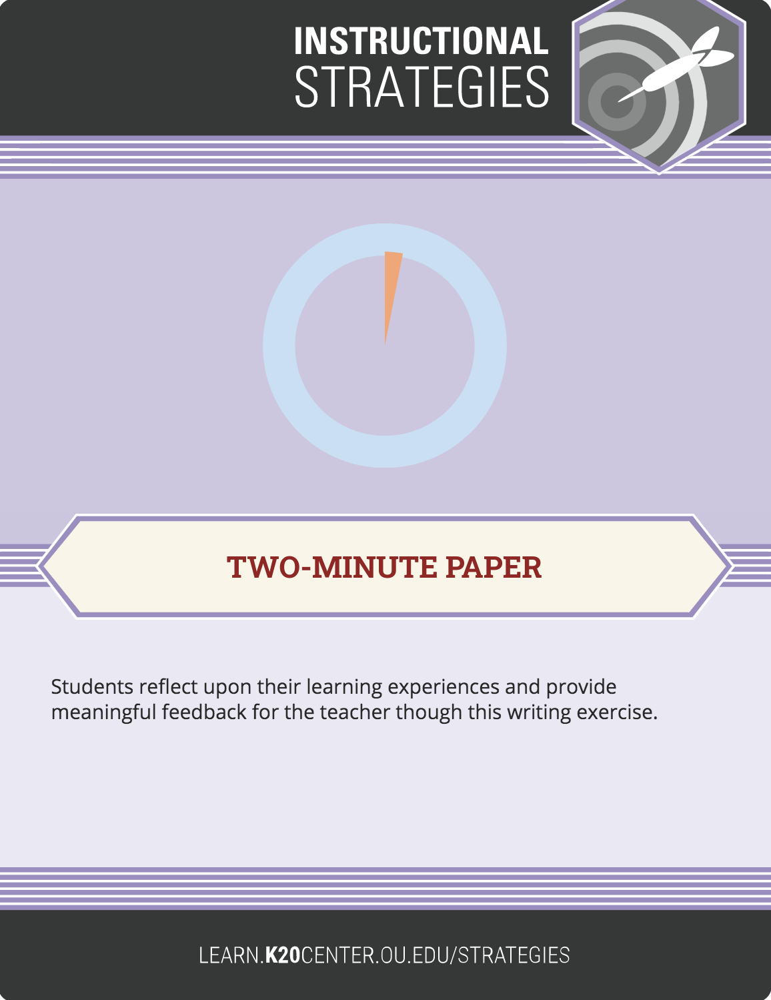 INSTRUCTIONAL
STRATEGIES
TWO-MINUTE PAPER
Students reflect upon their learning experiences and provide
meaningful feedback for the teacher though this writing exercise.
LEARN.K20CENTER.OU.EDU/STRATEGIES